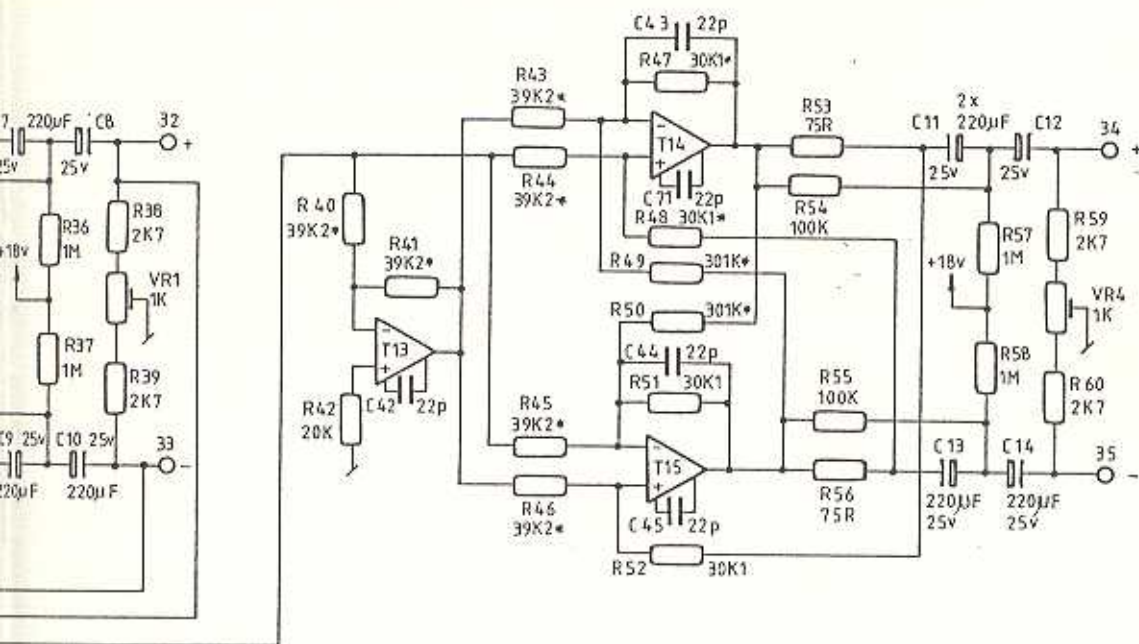 C43 22p
R47 30K1*
R43
39K2*
T14
C71 22p
R44
39K2*
R48 30K1*
R49 301K*
R50 301K*
C44 22p
R51 30K1
R45
39K2*
T15
C45 22p
R46
39K2*
R52 30K1
R40
39K2*
R41
39K2*
T13
C42 22p
R42
20K
7 220µF C8
25v 25v
32
+
R36
1M
R38
2K7
+18v
VR1
1K
R37
1M
R39
2K7
C9 25v C10 25v
33
-
220µF 220µF
R53
75R
R54
100K
R55
100K
R56
75R
2x
C11 220µF C12
25v 25v
34
+
R57
1M
R59
2K7
+18v
VR4
1K
R58
1M
R60
2K7
C13 C14
220µF 220µF
25v 25v
35
-